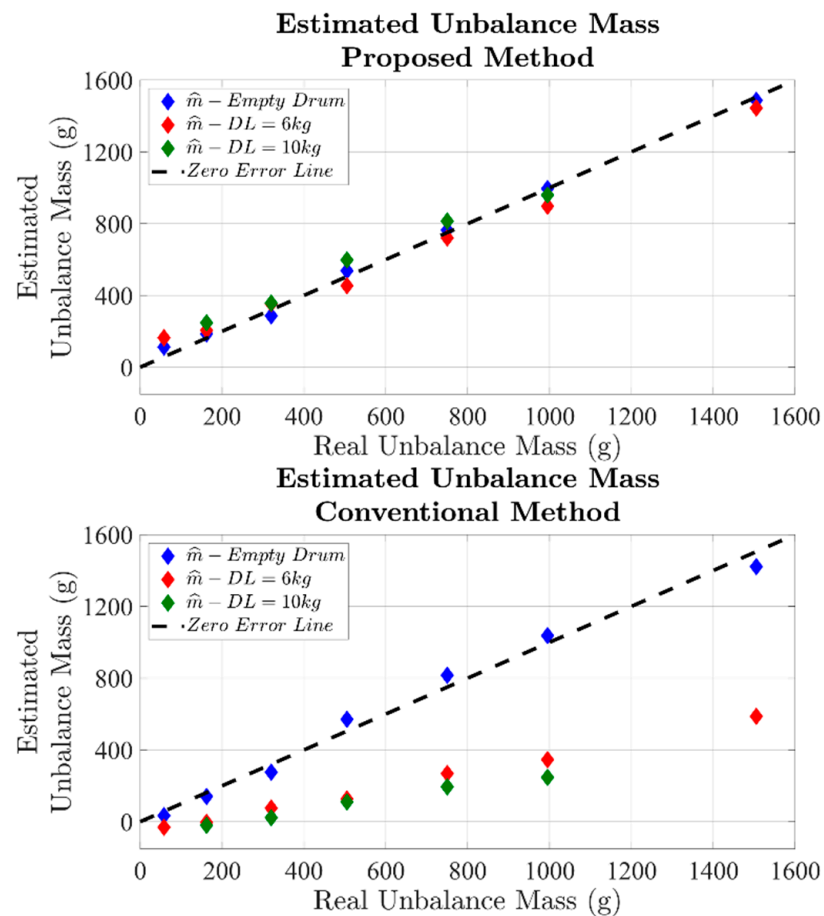 Estimated Unbalance Mass
Proposed Method
1600
1200
800
400
0
Estimated
Unbalance Mass (g)
m̂ − Empty Drum
m̂ − DL = 6kg
m̂ − DL = 10kg
Zero Error Line
0 200 400 600 800 1000 1200 1400 1600
Real Unbalance Mass (g)
Estimated Unbalance Mass
Conventional Method
1600
1200
800
400
0
Estimated
Unbalance Mass (g)
m̂ − Empty Drum
m̂ − DL = 6kg
m̂ − DL = 10kg
Zero Error Line
0 200 400 600 800 1000 1200 1400 1600
Real Unbalance Mass (g)